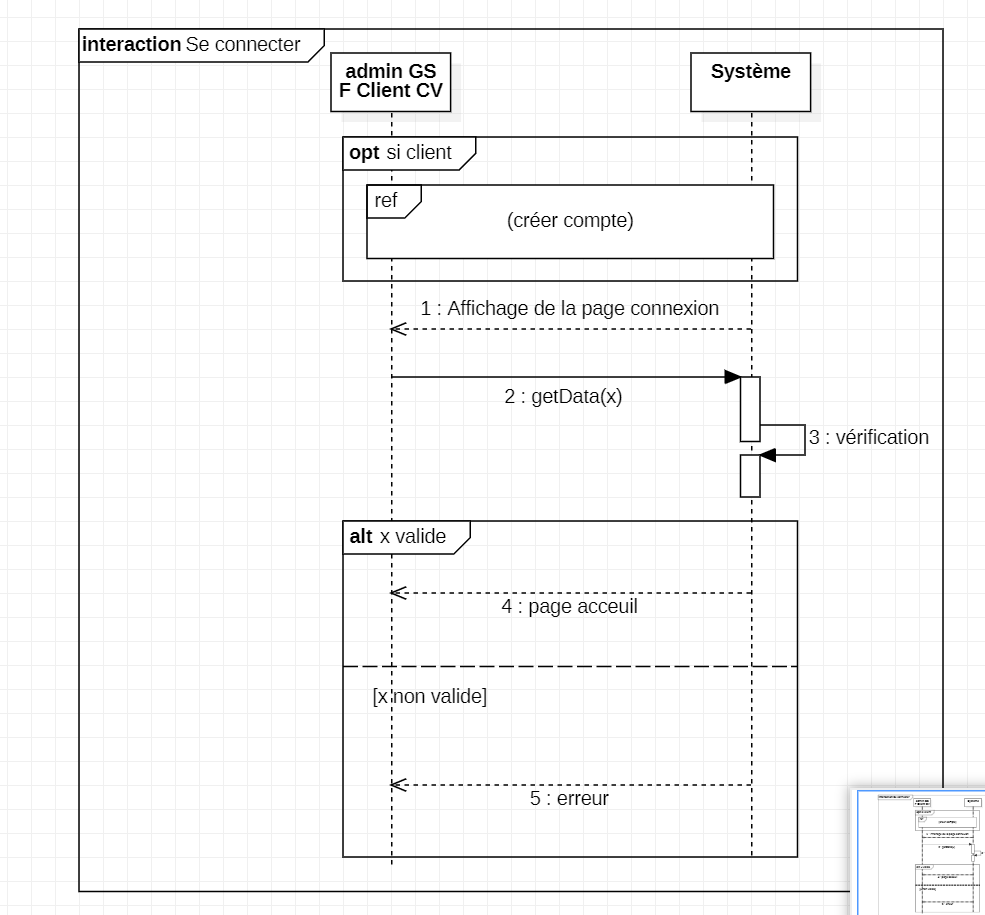 interaction Se connecter
admin GS
F Client CV
Système
opt si client
ref
(créer compte)
1 : Affichage de la page connexion
2 : getData(x)
3 : vérification
alt x valide
4 : page acceuil
[x non valide]
5 : erreur